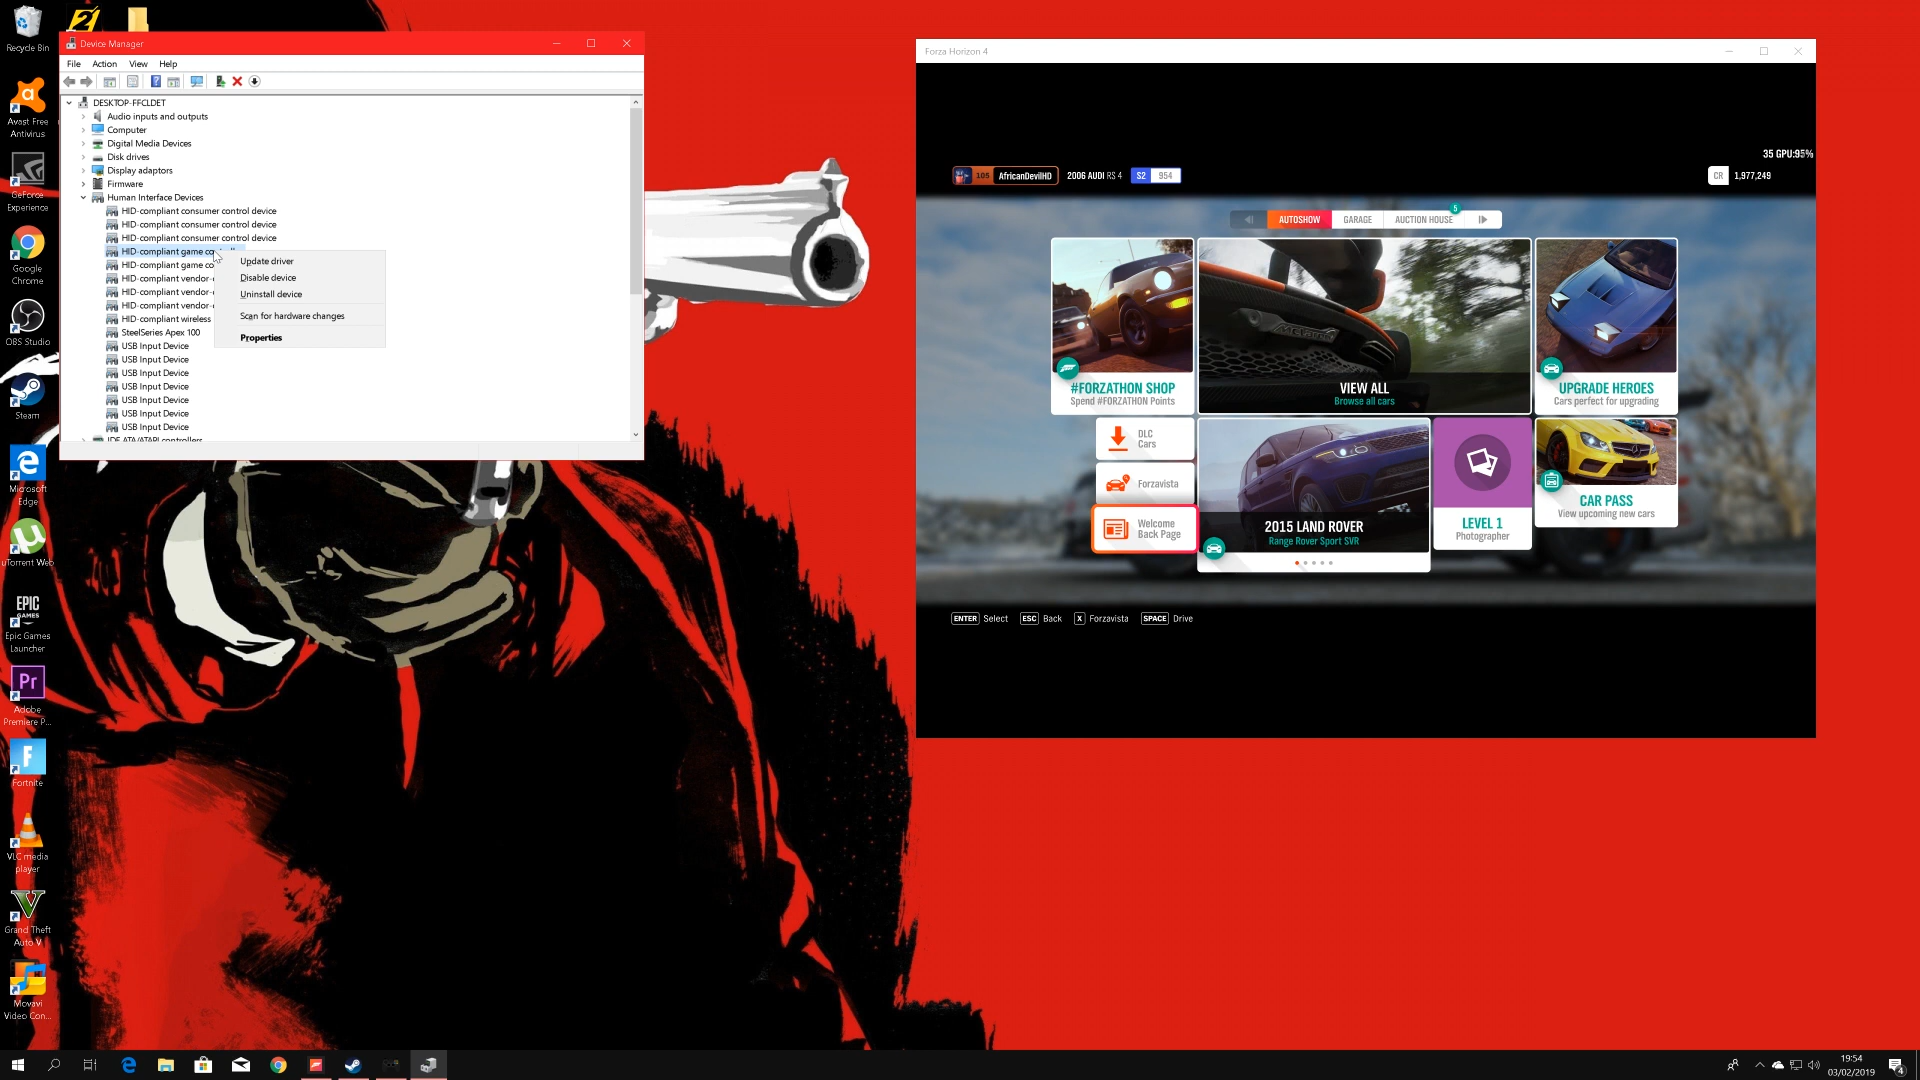 Recycle Bin
Avast Free
Antivirus
GeForce
Experience
Google
Chrome
OBS Studio
Steam
Microsoft
Edge
uTorrent Web
EPIC
GAMES
Epic Games
Launcher
Pr
Adobe
Premiere P...
Fortnite
VLC media
player
Grand Theft
Auto V
Movavi
Video Con...
Device Manager
File Action View Help
DESKTOP-FFCLDET
Audio inputs and outputs
Computer
Digital Media Devices
Disk drives
Display adaptors
Firmware
Human Interface Devices
HID-compliant consumer control device
HID-compliant consumer control device
HID-compliant consumer control device
HID-compliant game
HID-compliant game co
HID-compliant vendor-
HID-compliant vendor-
HID-compliant vendor-
HID-compliant wireless
SteelSeries Apex 100
USB Input Device
USB Input Device
USB Input Device
USB Input Device
USB Input Device
USB Input Device
USB Input Device
IDE ATA/ATAPI controllers
Update driver
Disable device
Uninstall device
Scan for hardware changes
Properties
Forza Horizon 4
35 GPU:95%
105 AfricanDevilHD 2006 AUDI RS 4 S2 954
CR 1,977,249
AUTOSHOW GARAGE AUCTION HOUSE 5
#FORZATHON SHOP
Spend #FORZATHON Points
VIEW ALL
Browse all cars
UPGRADE HEROES
Cars perfect for upgrading
DLC
Cars
Forzavista
Welcome
Back Page
2015 LAND ROVER
Range Rover Sport SVR
LEVEL 1
Photographer
CAR PASS
View upcoming new cars
ENTER Select ESC Back X Forzavista SPACE Drive
19:54
03/02/2019
4